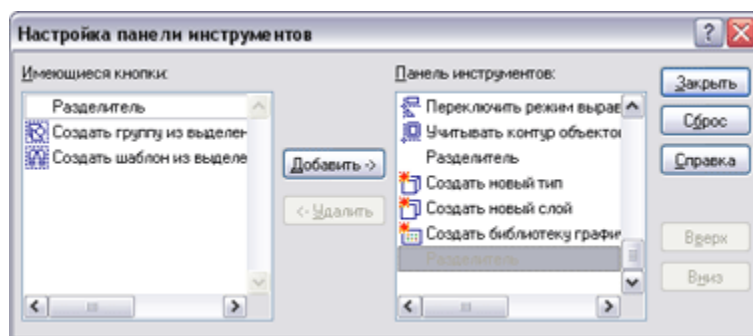 Настройка панели инструментов
Имеющиеся кнопки:
Разделитель
Создать группу из выделен
Создать шаблон из выделе
Добавить ->
<- Удалить
Панель инструментов:
Переключить режим вырав
Учитывать контур объектов
Разделитель
Создать новый тип
Создать новый слой
Создать библиотеку графи
Разделитель
Закрыть
Сброс
Справка
Вверх
Вниз